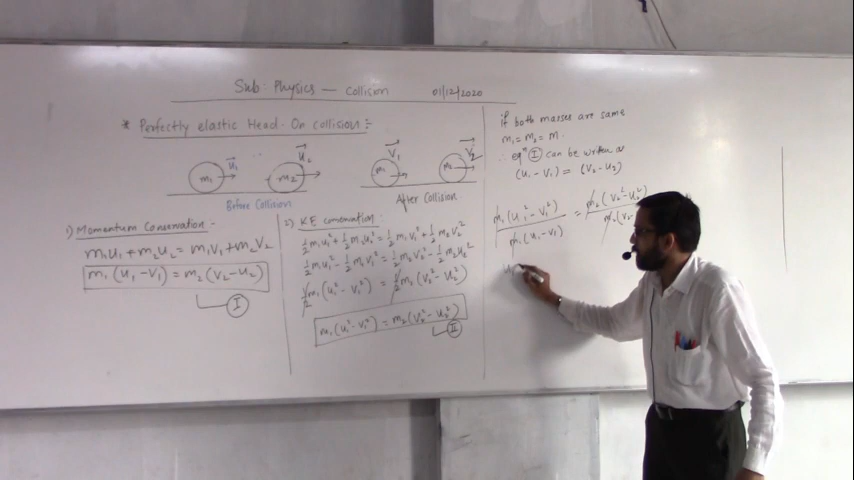 Sub: Physics — Collision 01/12/2020
* Perfectly elastic Head-On collision :-
m₁ u₁ m₂ u₂
Before Collision
m₁ V₁ m₂ V₂
After Collision
1) Momentum Conservation -
m₁u₁ + m₂u₂ = m₁V₁ + m₂V₂
m₁(u₁-V₁) = m₂(V₂-u₂)
I
2) KE conservation:
½m₁u₁² + ½m₂u₂² = ½m₁V₁² + ½m₂V₂²
½m₁u₁² - ½m₁V₁² = ½m₂V₂² - ½m₂u₂²
½m₁(u₁²-V₁²) = ½m₂(V₂²-u₂²)
m₁(u₁²-V₁²) = m₂(V₂²-u₂²)
II
if both masses are same
m₁ = m₂ = m.
∴ eqⁿ I can be written as
(u₁-V₁) = (V₂-u₂)
m₁(u₁²-V₁²) = m₂(V₂²-u₂²)
m₁(u₁-V₁) m₂(V₂-